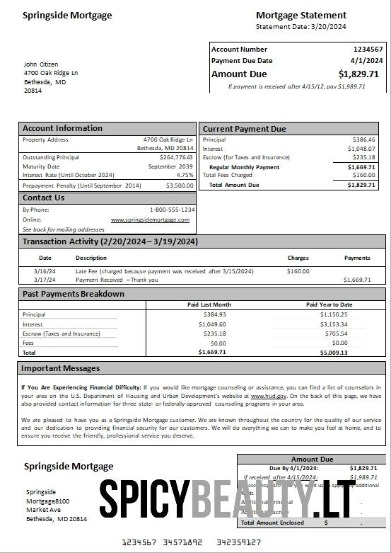 Springside Mortgage
Mortgage Statement
Statement Date: 3/20/2024
John Citizen
4700 Oak Ridge Ln
Bethesda, MD
20814
Account Number 1234567
Payment Due Date 4/1/2024
Amount Due $1,829.71
If payment is received after 4/15/12, pay $1,989.71
Account Information
Property Address 4700 Oak Ridge Ln
Bethesda, MD 20814
Outstanding Principal $264,776.43
Maturity Date September 2039
Interest Rate (Until October 2024) 4.75%
Prepayment Penalty (Until September 2014) $3,500.00
Contact Us
By Phone: 1-800-555-1234
Online: www.springsidemortgage.com
See back for mailing addresses
Current Payment Due
Principal $386.46
Interest $1,048.07
Escrow (for Taxes and Insurance) $235.18
Regular Monthly Payment $1,669.71
Total Fees Charged $160.00
Total Amount Due $1,829.71
Transaction Activity (2/20/2024 – 3/19/2024)
Date Description Charges Payments
3/16/24 Late Fee (charged because payment was received after 3/15/2024) $160.00
3/17/24 Payment Received – Thank you $1,669.71
Past Payments Breakdown
Paid Last Month Paid Year to Date
Principal $384.93 $1,150.25
Interest $1,049.60 $3,153.34
Escrow (Taxes and Insurance) $235.18 $705.54
Fees $0.00 $0.00
Total $1,669.71 $5,009.13
Important Messages
If You Are Experiencing Financial Difficulty: If you would like mortgage counseling or assistance, you can find a list of counselors in
your area on the U.S. Department of Housing and Urban Development's website at www.hud.gov. On the back of this page, we have
also provided contact information for three state- or federally-approved counseling programs in your area.
We are pleased to have you as a Springside Mortgage customer. We are known throughout the country for the quality of our service
and our dedication to providing financial security for our customers. We will do everything we can to make you feel at home, and to
ensure you receive the friendly, professional service you deserve.
Springside Mortgage
Springside
Mortgage8100
Market Ave
Bethesda, MD 20814
Amount Due
Due By 4/1/2024: $1,829.71
If received after 4/15/2024: $1,989.71
additional
Total Amount Enclosed $ .
SPICYBEAUTY.LT
1234567 34571892 342359127